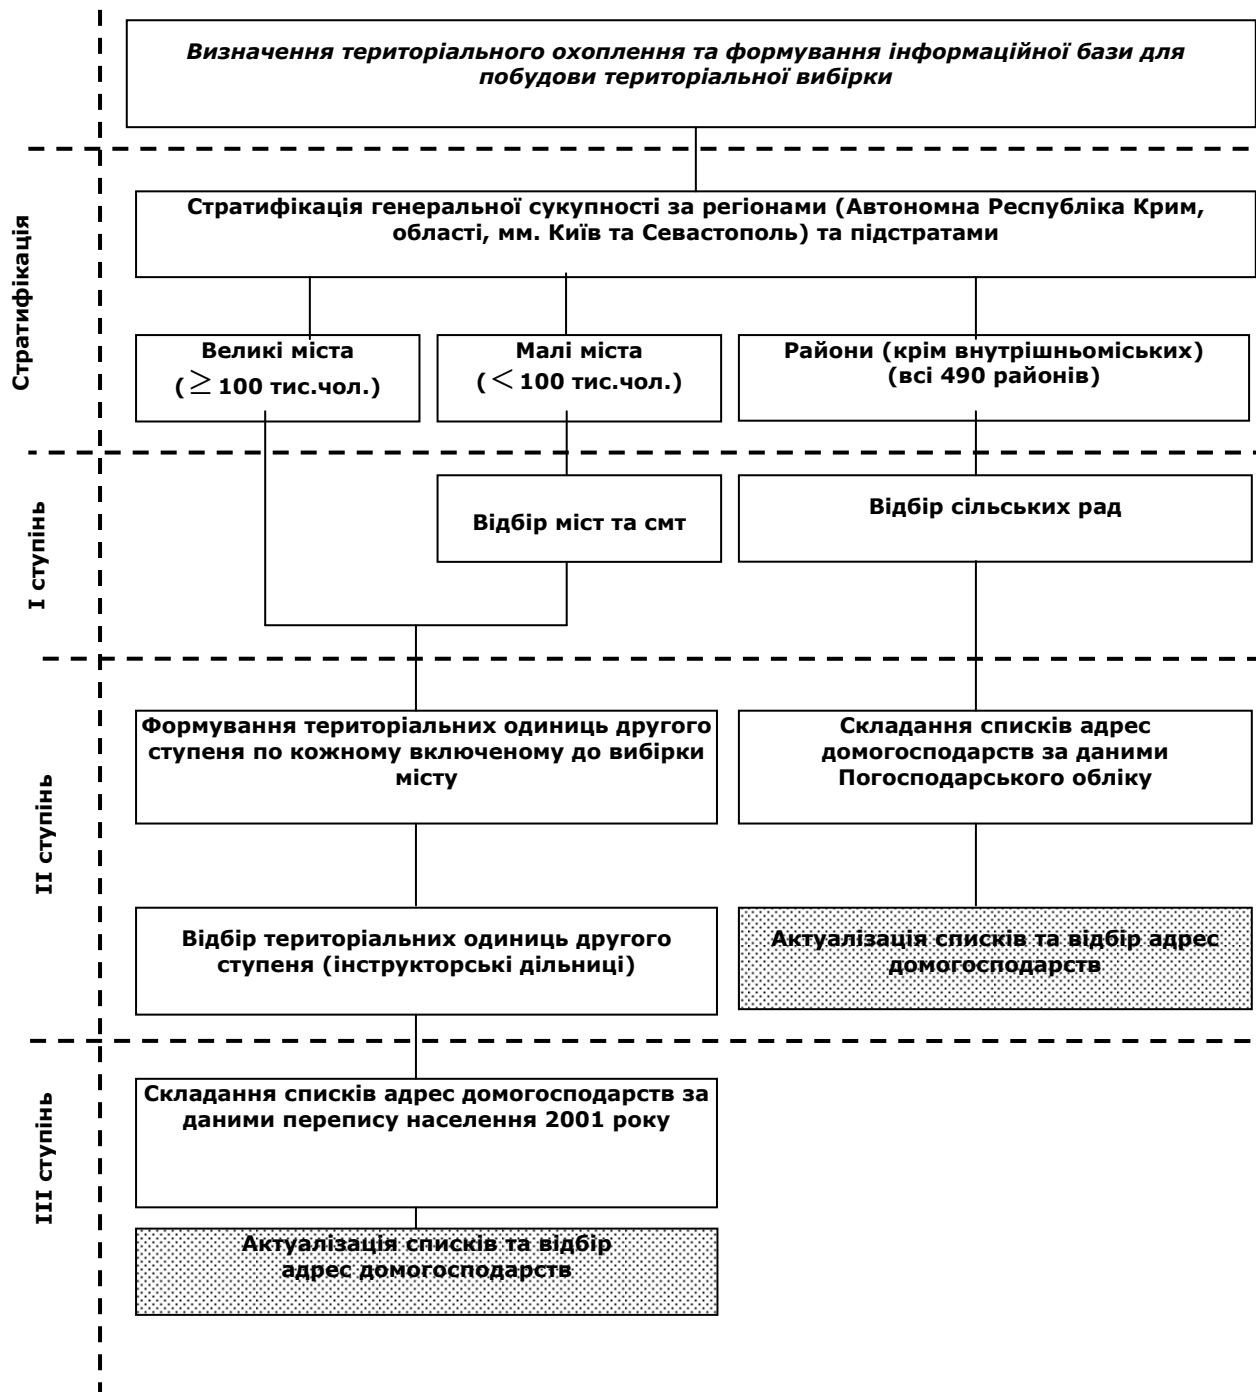 Визначення територіального охоплення та формування інформаційної бази для
побудови територіальної вибірки
Стратифікація
Стратифікація генеральної сукупності за регіонами (Автономна Республіка Крим,
області, мм. Київ та Севастополь) та підстратами
Великі міста
( ≥ 100 тис.чол.)
Малі міста
( < 100 тис.чол.)
Райони (крім внутрішньоміських)
(всі 490 районів)
I ступінь
Відбір міст та смт
Відбір сільських рад
II ступінь
Формування територіальних одиниць другого
ступеня по кожному включеному до вибірки
місту
Складання списків адрес
домогосподарств за даними
Погосподарського обліку
Відбір територіальних одиниць другого
ступеня (інструкторські дільниці)
Актуалізація списків та відбір адрес
домогосподарств
III ступінь
Складання списків адрес домогосподарств за
даними перепису населення 2001 року
Актуалізація списків та відбір
адрес домогосподарств